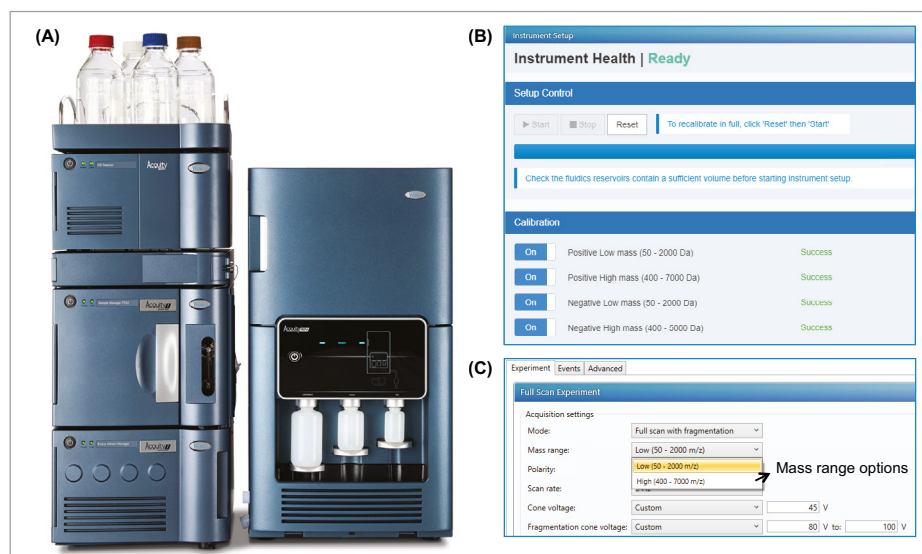 (A)
Acquity
Acquity
Acquity
Acquity
(B)
Instrument Setup
Instrument Health | Ready
Setup Control
Start
Stop
Reset
To recalibrate in full, click 'Reset' then 'Start'
Check the fluidics reservoirs contain a sufficient volume before starting instrument setup.
Calibration
On Positive Low mass (50 - 2000 Da) Success
On Positive High mass (400 - 7000 Da) Success
On Negative Low mass (50 - 2000 Da) Success
On Negative High mass (400 - 5000 Da) Success
(C)
Experiment Events Advanced
Full Scan Experiment
Acquisition settings
Mode: Full scan with fragmentation
Mass range: Low (50 - 2000 m/z)
Polarity: Low (50 - 2000 m/z)
High (400 - 7000 m/z)
Mass range options
Scan rate:
Cone voltage: Custom 45 V
Fragmentation cone voltage: Custom 80 V to: 100 V